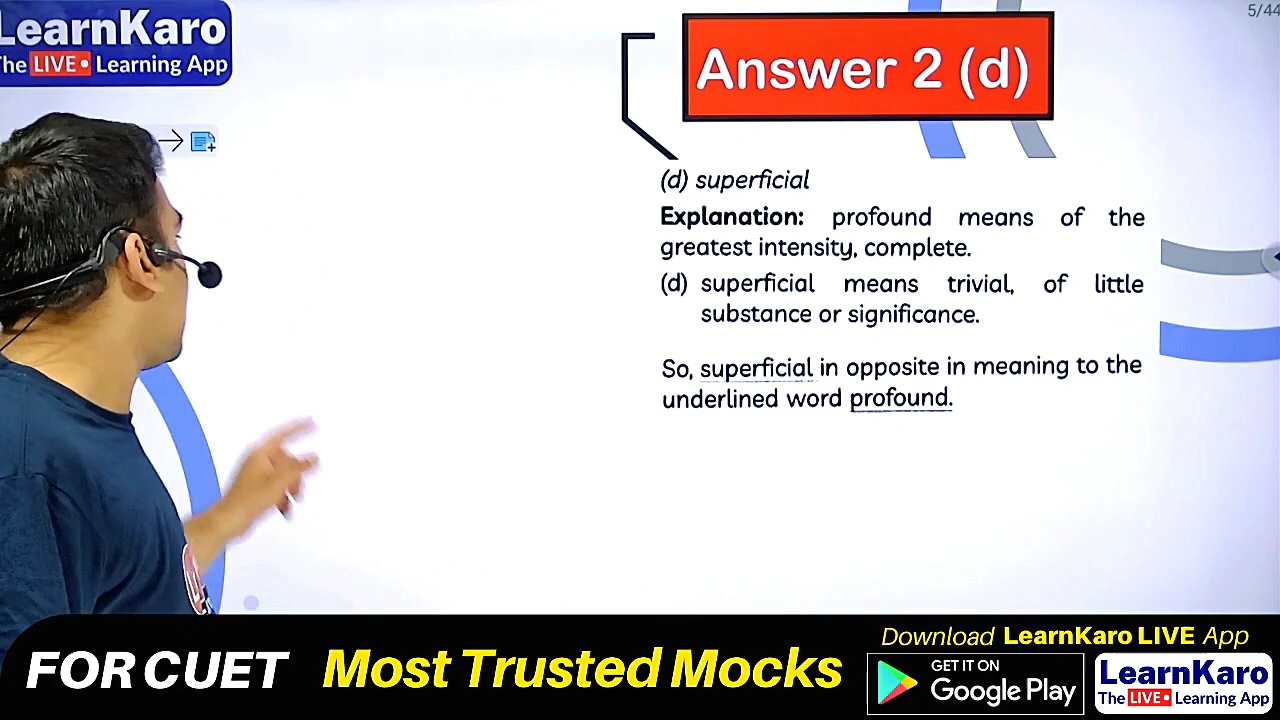 LearnKaro
The LIVE • Learning App
5/44
Answer 2 (d)
(d) superficial
Explanation: profound means of the
greatest intensity, complete.
(d) superficial means trivial, of little
substance or significance.
So, superficial in opposite in meaning to the
underlined word profound.
FOR CUET Most Trusted Mocks
Download LearnKaro LIVE App
GET IT ON
Google Play
LearnKaro
The LIVE • Learning App